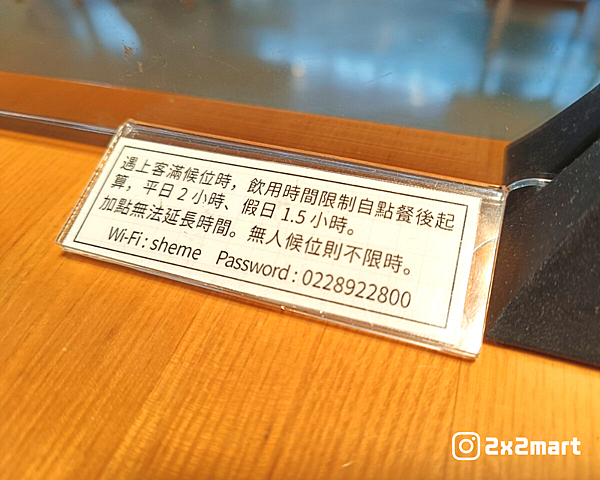 遇上客滿候位時，飲用時間限制自點餐後起
算，平日 2 小時、假日 1.5 小時。
加點無法延長時間。無人候位則不限時。
Wi-Fi : sheme Password : 0228922800
2x2mart